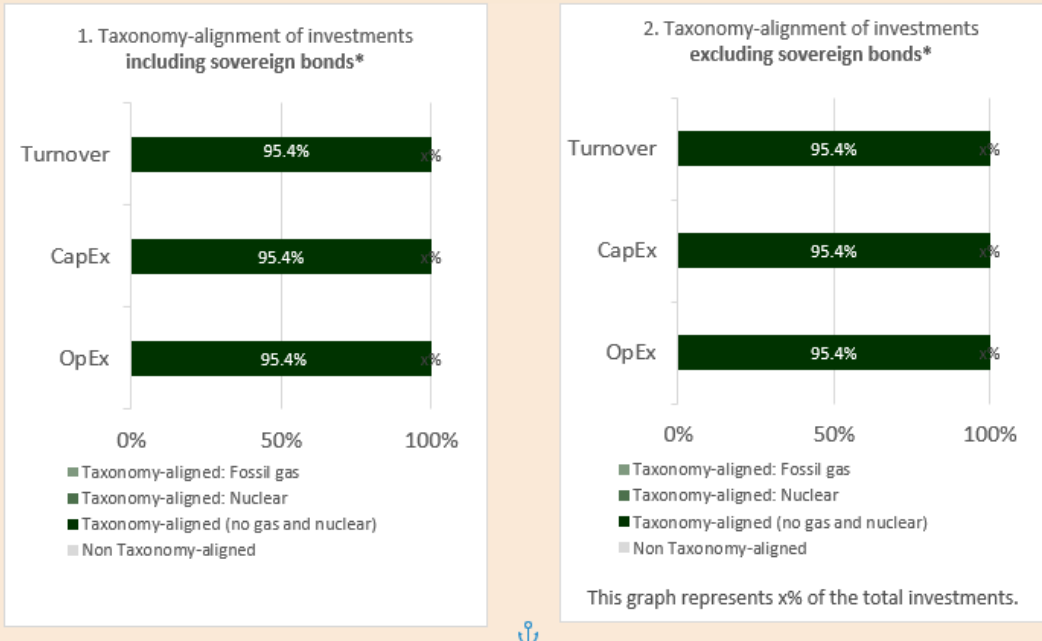 1. Taxonomy-alignment of investments
including sovereign bonds*
Turnover
95.4%
x%
CapEx
95.4%
x%
OpEx
95.4%
x%
0%
50%
100%
Taxonomy-aligned: Fossil gas
Taxonomy-aligned: Nuclear
Taxonomy-aligned (no gas and nuclear)
Non Taxonomy-aligned
2. Taxonomy-alignment of investments
excluding sovereign bonds*
Turnover
95.4%
x%
CapEx
95.4%
x%
OpEx
95.4%
x%
0%
50%
100%
Taxonomy-aligned: Fossil gas
Taxonomy-aligned: Nuclear
Taxonomy-aligned (no gas and nuclear)
Non Taxonomy-aligned
This graph represents x% of the total investments.